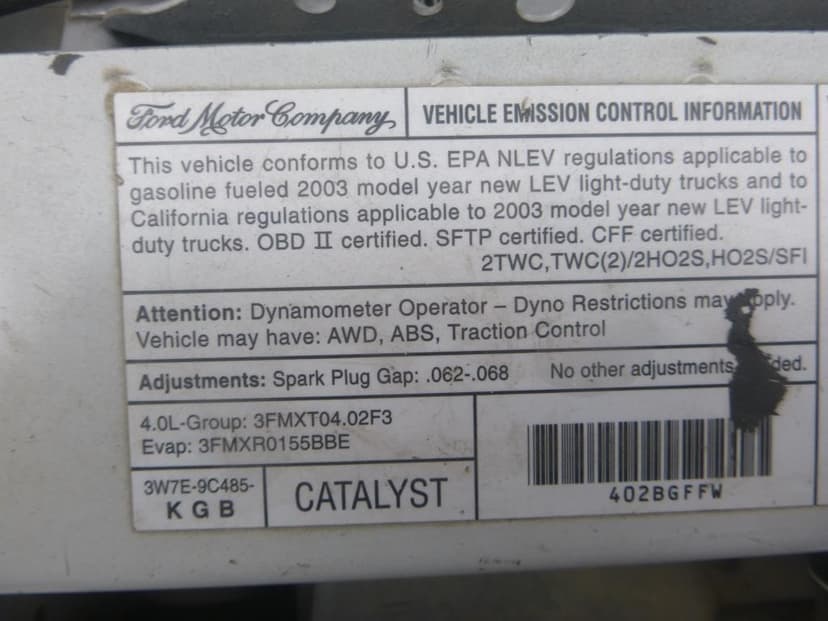 Ford Motor Company
VEHICLE EMISSION CONTROL INFORMATION
This vehicle conforms to U.S. EPA NLEV regulations applicable to
gasoline fueled 2003 model year new LEV light-duty trucks and to
California regulations applicable to 2003 model year new LEV light-
duty trucks. OBD II certified. SFTP certified. CFF certified.
2TWC,TWC(2)/2HO2S,HO2S/SFI
Attention: Dynamometer Operator – Dyno Restrictions may
Vehicle may have: AWD, ABS, Traction Control
Adjustments: Spark Plug Gap: .062-.068 No other adjustments
4.0L-Group: 3FMXT04.02F3
Evap: 3FMXR0155BBE
3W7E-9C485-
KGB
CATALYST
402BGFFW